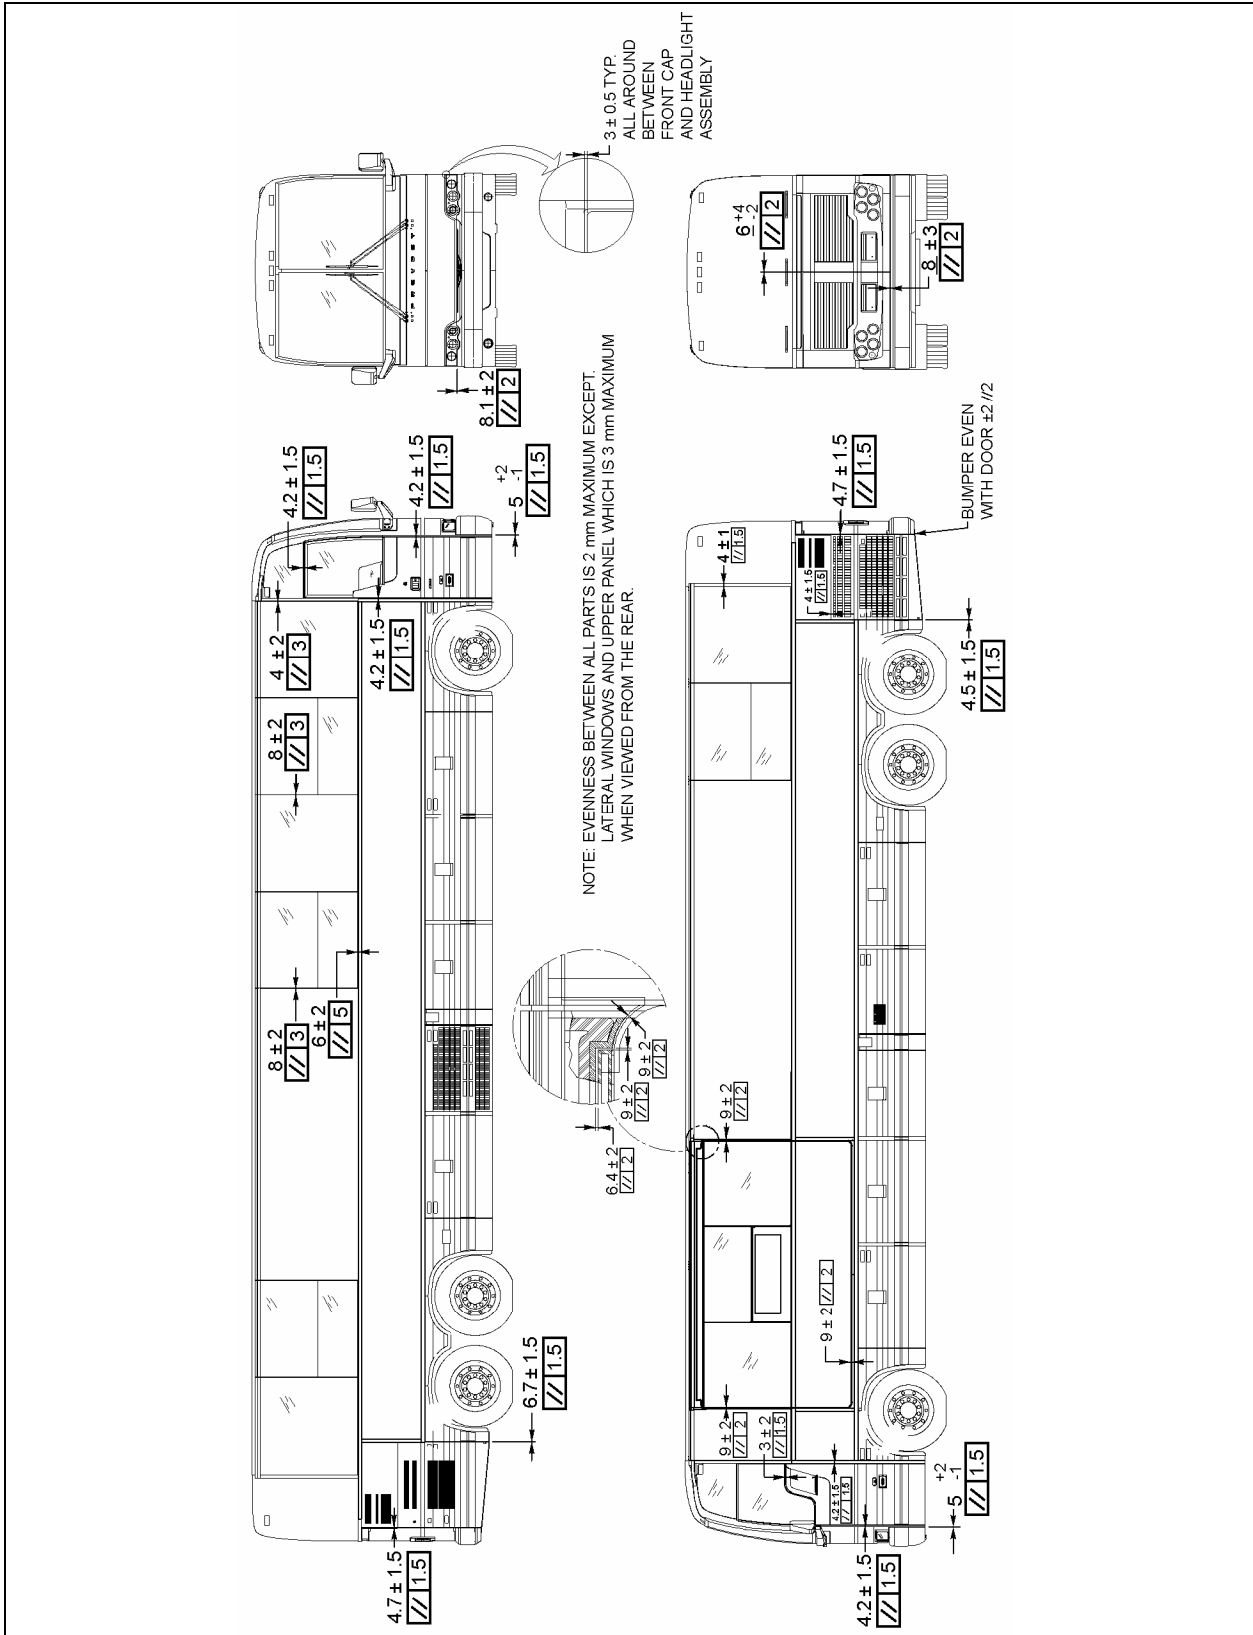 3 ± 0.5 TYP.
ALL AROUND
BETWEEN
FRONT CAP
AND HEADLIGHT
ASSEMBLY
8.1 ± 2
// 2
6 +4 -2
// 2
8 ± 3
// 2
4.2 ± 1.5
// 1.5
4 ± 2
// 3
4.2 ± 1.5
// 1.5
4.2 ± 1.5
// 1.5
5 +2 -1
// 1.5
8 ± 2
// 3
8 ± 2
// 3
6 ± 2
// 5
6.7 ± 1.5
// 1.5
4.7 ± 1.5
// 1.5
NOTE: EVENNESS BETWEEN ALL PARTS IS 2 mm MAXIMUM EXCEPT.
LATERAL WINDOWS AND UPPER PANEL WHICH IS 3 mm MAXIMUM
WHEN VIEWED FROM THE REAR.
9 ± 2
// 2
9 ± 2
// 2
6.4 ± 2
// 2
4 ± 1
// 1.5
4 ± 1.5
// 1.5
4.7 ± 1.5
// 1.5
BUMPER EVEN
WITH DOOR ±2 //2
4.5 ± 1.5
// 1.5
9 ± 2
// 2
9 ± 2 // 2
9 ± 2
// 2
3 ± 2
// 1.5
4.2 ± 1.5
// 1.5
5 +2 -1
// 1.5
4.2 ± 1.5
// 1.5